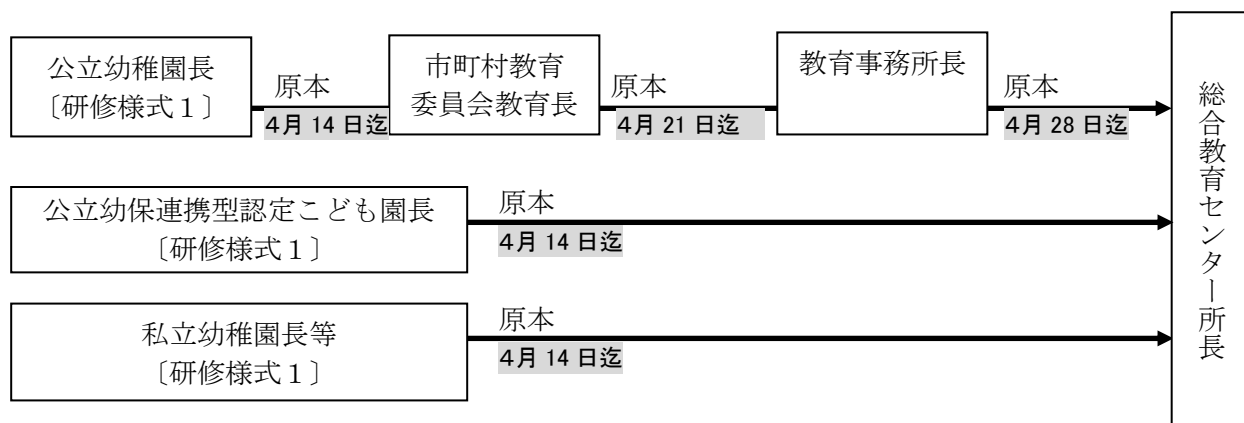 公立幼稚園長
〔研修様式１〕
原本
４月 14 日迄
市町村教育
委員会教育長
原本
４月 21 日迄
教育事務所長
原本
４月 28 日迄
公立幼保連携型認定こども園長
〔研修様式１〕
原本
４月 14 日迄
私立幼稚園長等
〔研修様式１〕
原本
４月 14 日迄
総合教育センター所長